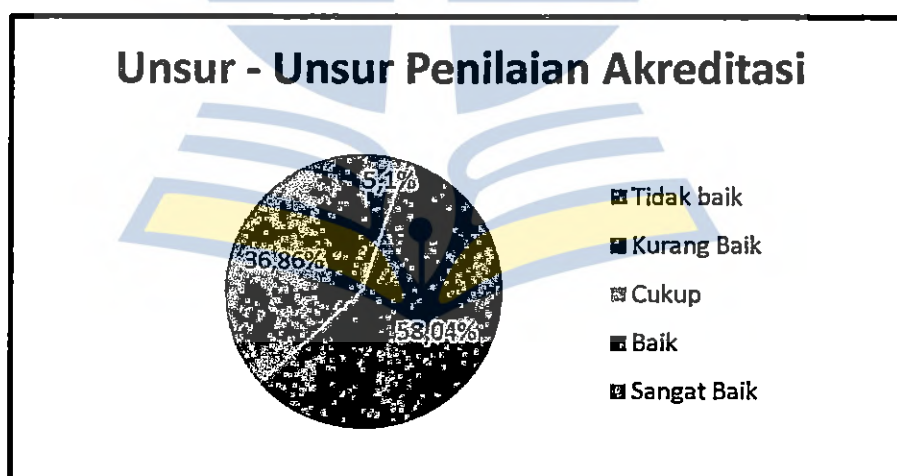 Unsur - Unsur Penilaian Akreditasi
5,1%
36,86%
58,04%
Tidak baik
Kurang Baik
Cukup
Baik
Sangat Baik